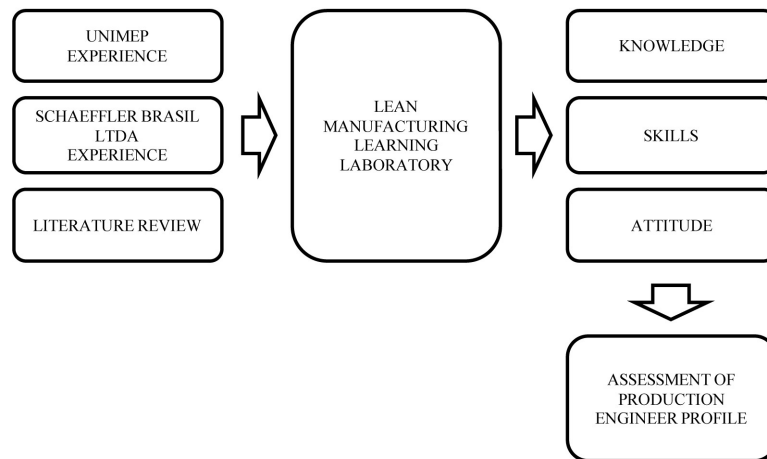 UNIMEP
EXPERIENCE
SCHAEFFLER BRASIL
LTDA
EXPERIENCE
LITERATURE REVIEW
LEAN
MANUFACTURING
LEARNING
LABORATORY
KNOWLEDGE
SKILLS
ATTITUDE
ASSESSMENT OF
PRODUCTION
ENGINEER PROFILE